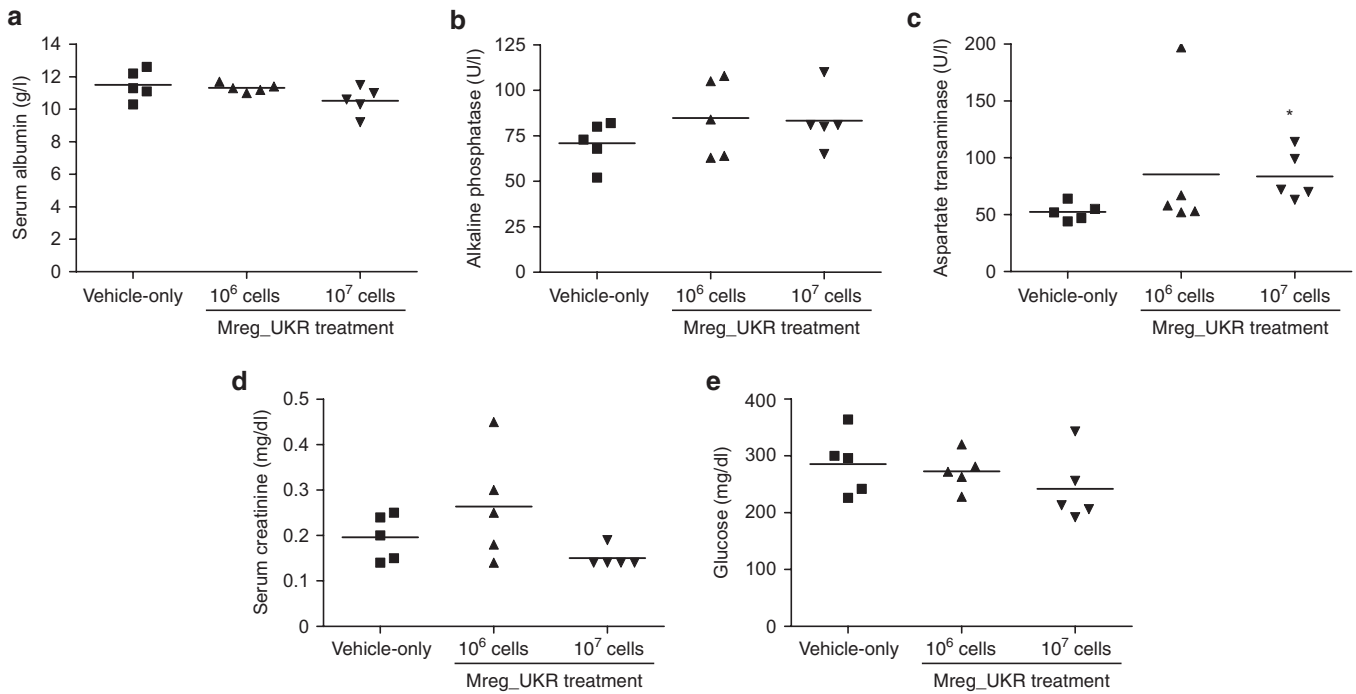 a
Serum albumin (g/l)
14
12
10
8
6
4
2
0
Vehicle-only
10⁶ cells
10⁷ cells
Mreg_UKR treatment
b
Alkaline phosphatase (U/l)
125
100
75
50
25
0
Vehicle-only
10⁶ cells
10⁷ cells
Mreg_UKR treatment
c
Aspartate transaminase (U/l)
200
150
100
50
0
*
Vehicle-only
10⁶ cells
10⁷ cells
Mreg_UKR treatment
d
Serum creatinine (mg/dl)
0.5
0.4
0.3
0.2
0.1
0
Vehicle-only
10⁶ cells
10⁷ cells
Mreg_UKR treatment
e
Glucose (mg/dl)
400
300
200
100
0
Vehicle-only
10⁶ cells
10⁷ cells
Mreg_UKR treatment